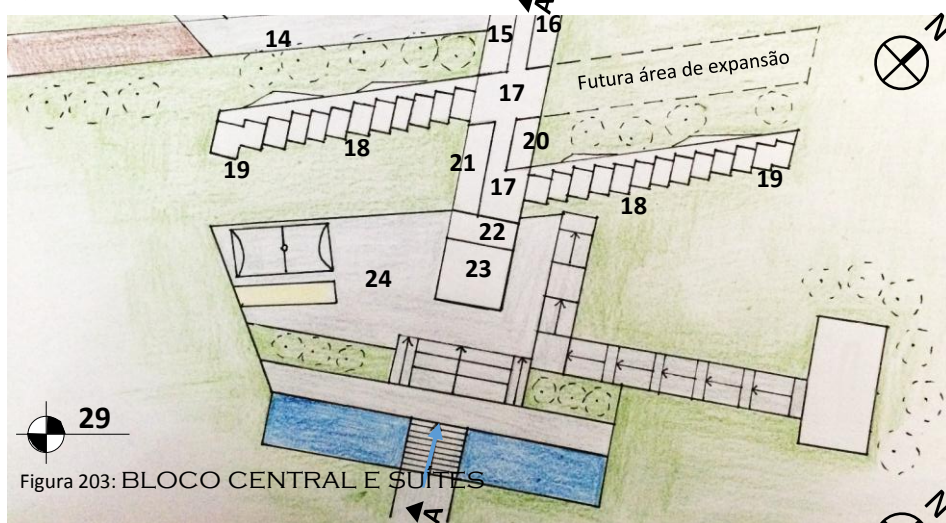 A
N
15
16
14
Futura área de expansão
17
20
21
18
19
17
19
18
22
23
24
29
Figura 203: BLOCO CENTRAL E SUÍTES
A
N